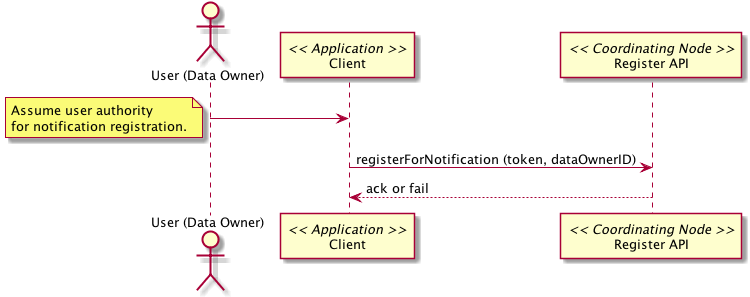 User (Data Owner)
<< Application >>
Client
<< Coordinating Node >>
Register API
Assume user authority
for notification registration.
registerForNotification (token, dataOwnerID)
ack or fail
User (Data Owner)
<< Application >>
Client
<< Coordinating Node >>
Register API